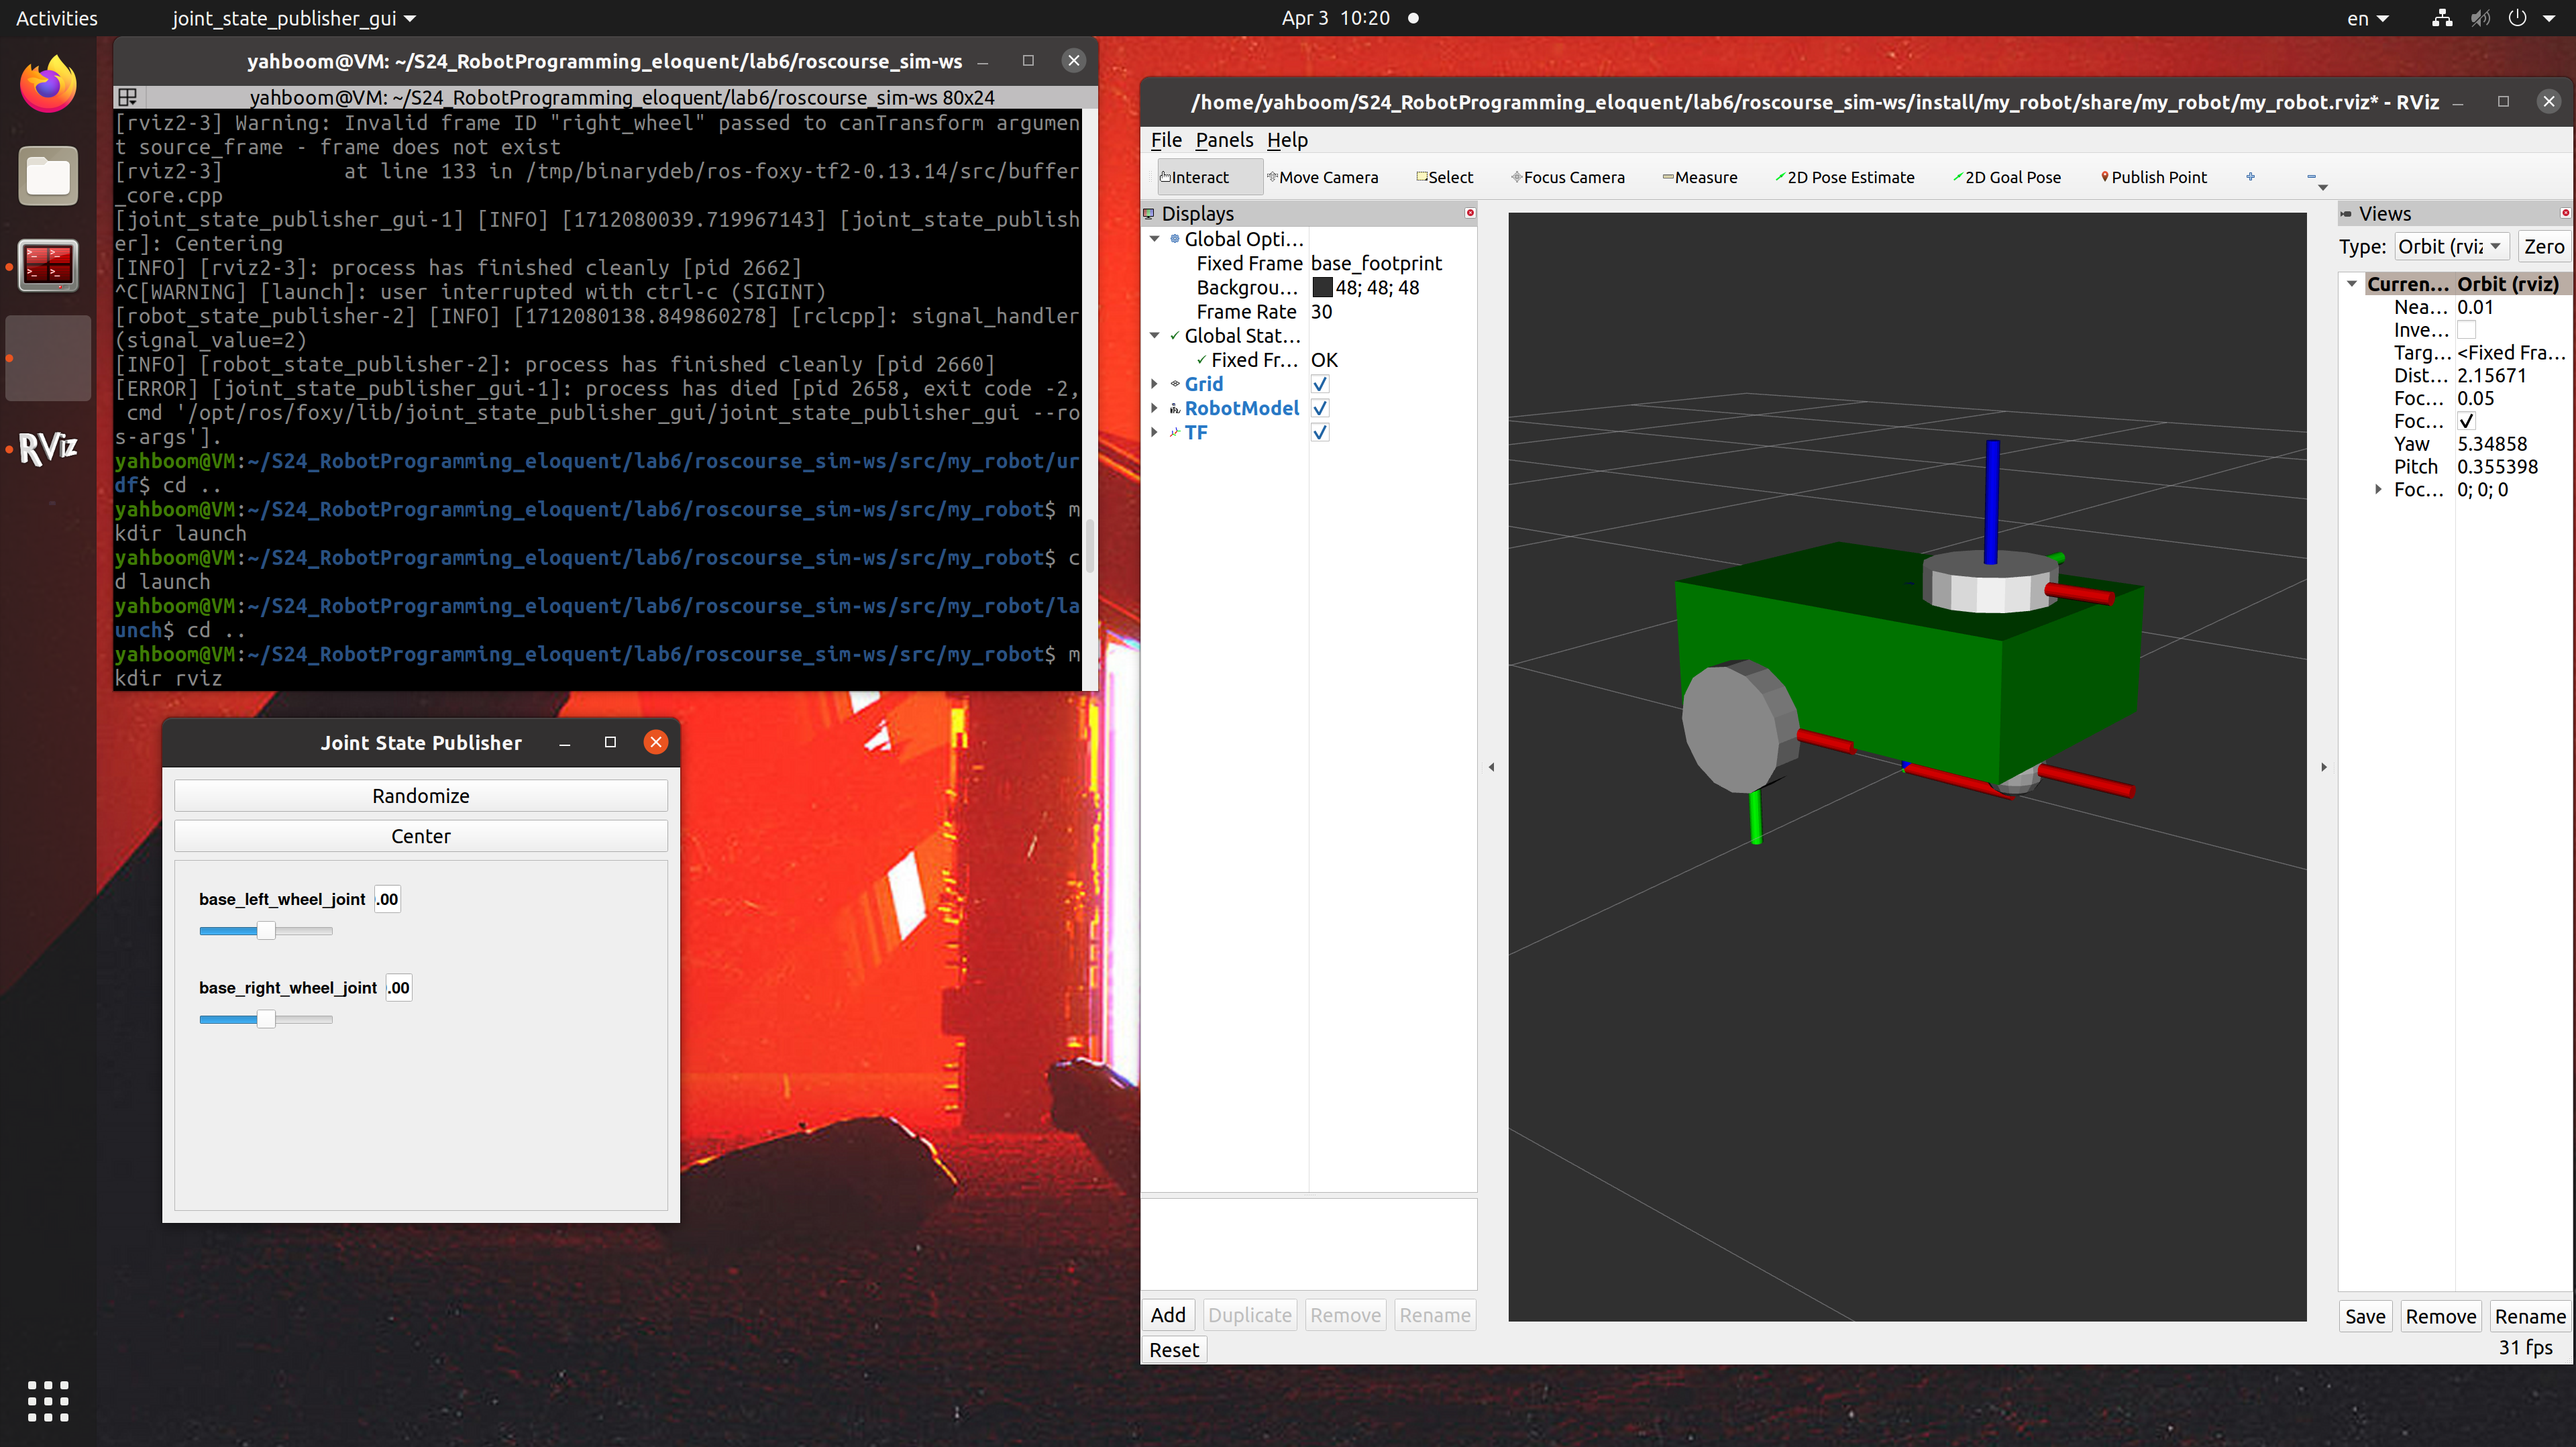 Activities
joint_state_publisher_gui
Apr 3 10:20
en
yahboom@VM: ~/S24_RobotProgramming_eloquent/lab6/roscourse_sim-ws
yahboom@VM: ~/S24_RobotProgramming_eloquent/lab6/roscourse_sim-ws 80x24
[rviz2-3] Warning: Invalid frame ID "right_wheel" passed to canTransform argumen
t source_frame - frame does not exist
[rviz2-3]          at line 133 in /tmp/binarydeb/ros-foxy-tf2-0.13.14/src/buffer
_core.cpp
[joint_state_publisher_gui-1] [INFO] [1712080039.719967143] [joint_state_publish
er]: Centering
[INFO] [rviz2-3]: process has finished cleanly [pid 2662]
^C[WARNING] [launch]: user interrupted with ctrl-c (SIGINT)
[robot_state_publisher-2] [INFO] [1712080138.849860278] [rclcpp]: signal_handler
(signal_value=2)
[INFO] [robot_state_publisher-2]: process has finished cleanly [pid 2660]
[ERROR] [joint_state_publisher_gui-1]: process has died [pid 2658, exit code -2,
 cmd '/opt/ros/foxy/lib/joint_state_publisher_gui/joint_state_publisher_gui --ro
s-args'].
yahboom@VM:~/S24_RobotProgramming_eloquent/lab6/roscourse_sim-ws/src/my_robot/ur
df$ cd ..
yahboom@VM:~/S24_RobotProgramming_eloquent/lab6/roscourse_sim-ws/src/my_robot$ m
kdir launch
yahboom@VM:~/S24_RobotProgramming_eloquent/lab6/roscourse_sim-ws/src/my_robot$ c
d launch
yahboom@VM:~/S24_RobotProgramming_eloquent/lab6/roscourse_sim-ws/src/my_robot/la
unch$ cd ..
yahboom@VM:~/S24_RobotProgramming_eloquent/lab6/roscourse_sim-ws/src/my_robot$ m
kdir rviz
RViz
Joint State Publisher
Randomize
Center
base_left_wheel_joint .00
base_right_wheel_joint .00
/home/yahboom/S24_RobotProgramming_eloquent/lab6/roscourse_sim-ws/install/my_robot/share/my_robot/my_robot.rviz* - RViz
File Panels Help
Interact Move Camera Select Focus Camera Measure 2D Pose Estimate 2D Goal Pose Publish Point
Displays
Global Opti...
Fixed Frame base_footprint
Backgrou... 48; 48; 48
Frame Rate 30
Global Stat...
Fixed Fr... OK
Grid
RobotModel
TF
Add Duplicate Remove Rename
Reset
Views
Type: Orbit (rviz Zero
Curren... Orbit (rviz)
Nea... 0.01
Inve...
Targ... <Fixed Fra...
Dist... 2.15671
Foc... 0.05
Foc...
Yaw 5.34858
Pitch 0.355398
Foc... 0; 0; 0
Save Remove Rename
31 fps